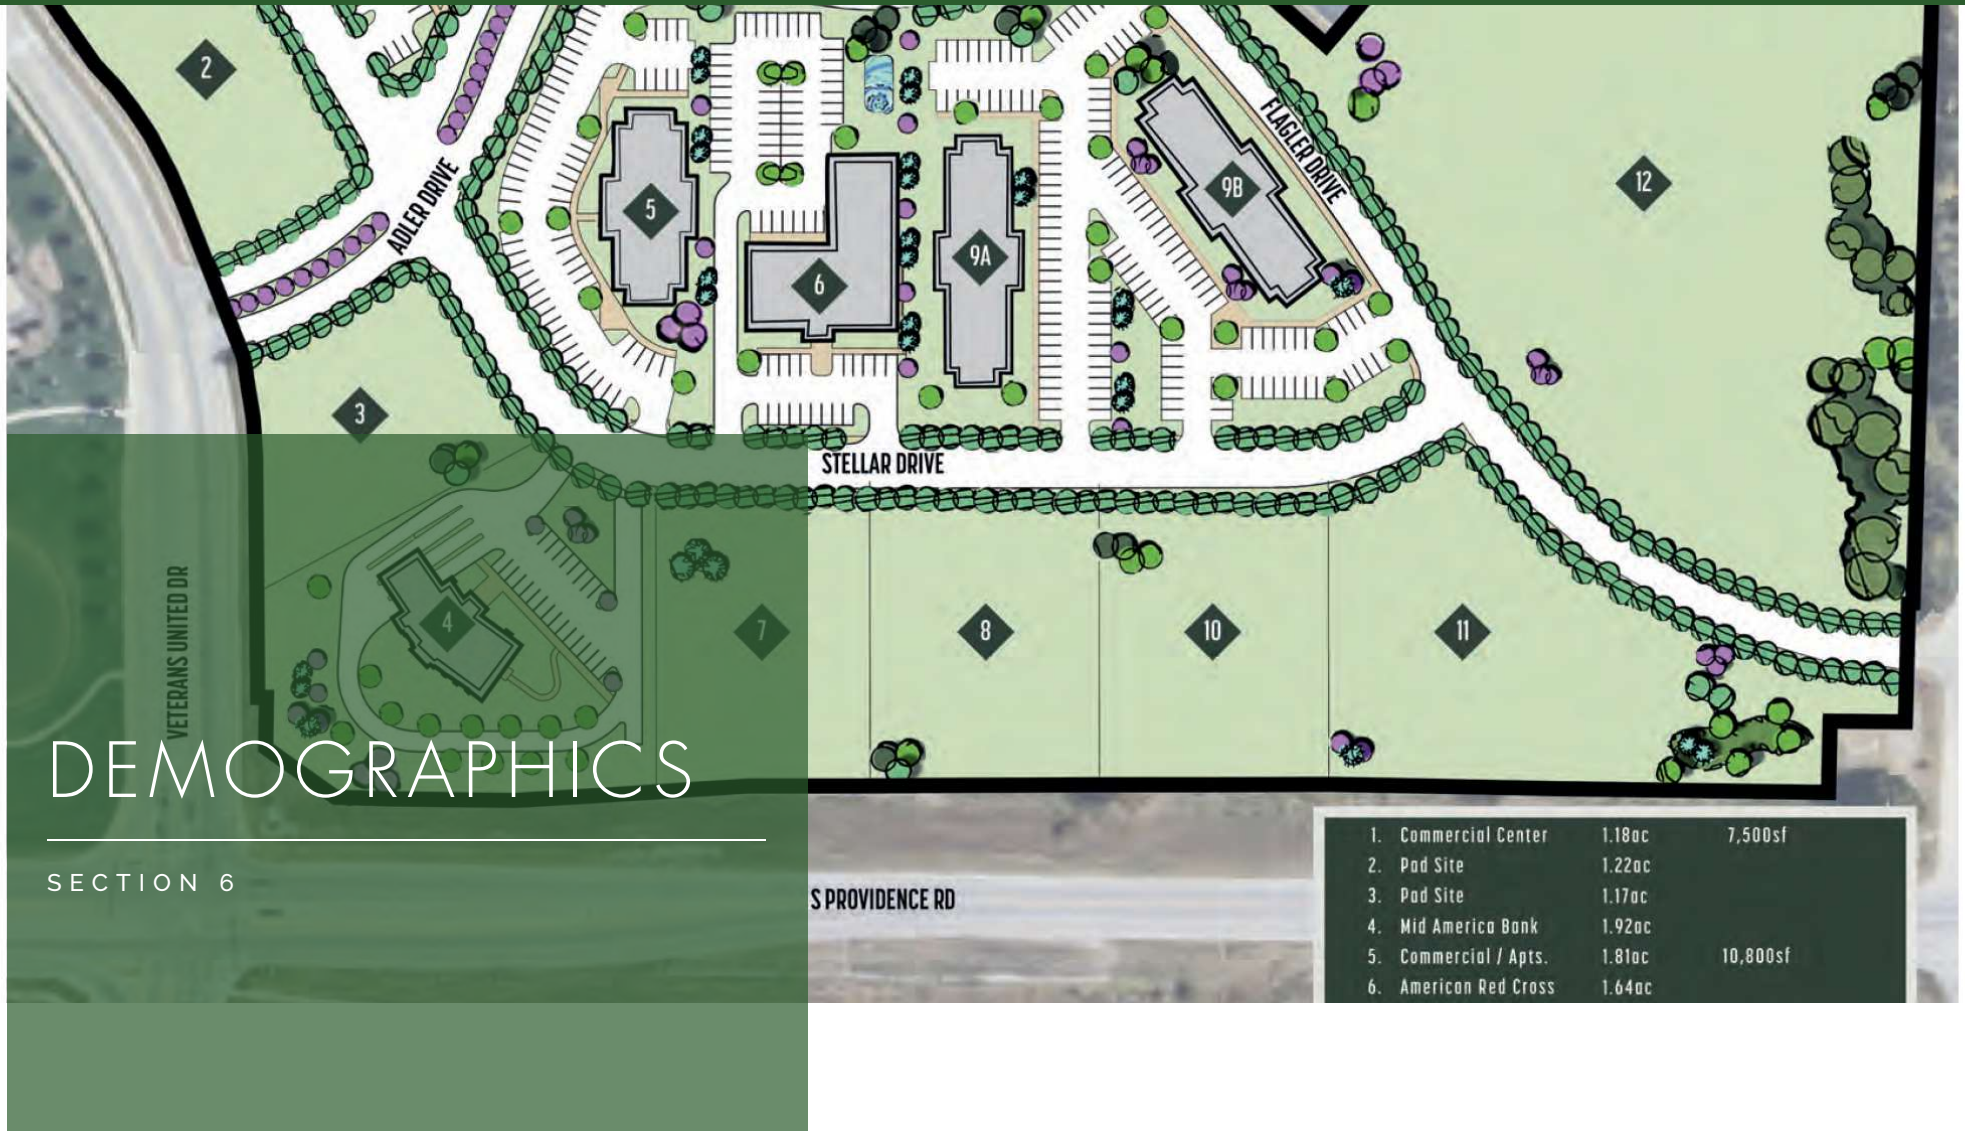 2
5
6
9A
9B
12
FLAGLER DRIVE
ADLER DRIVE
3
STELLAR DRIVE
4
7
8
10
11
VETERANS UNITED DR
DEMOGRAPHICS
SECTION 6
S PROVIDENCE RD
1. Commercial Center 1.18ac 7,500sf
2. Pad Site 1.22ac
3. Pad Site 1.17ac
4. Mid America Bank 1.92ac
5. Commercial / Apts. 1.81ac 10,800sf
6. American Red Cross 1.64ac